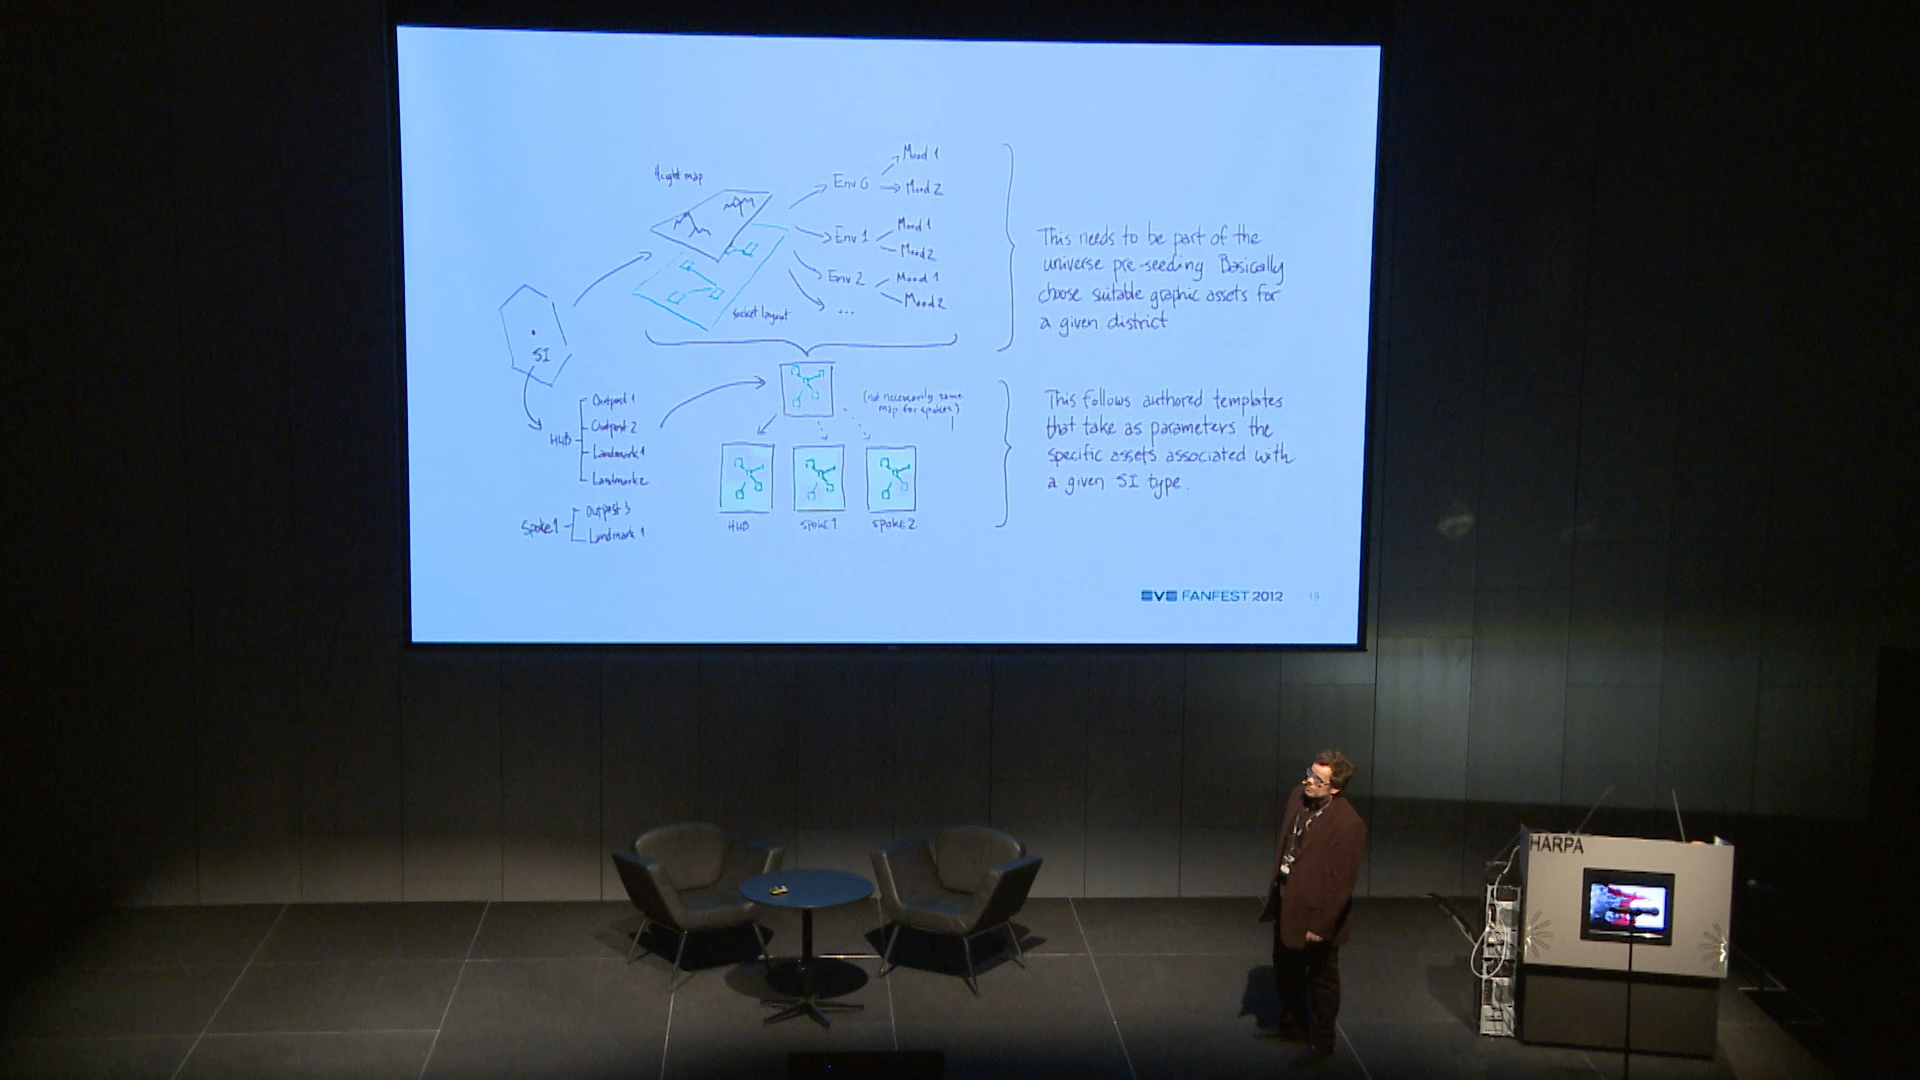 Height map
Mood 1
Env 0
Mood 2
Mood 1
Env 1
Mood 2
Env 2
Mood 1
Mood 2
...
Socket layout
SI
HUB
Outpost 1
Outpost 2
Landmark 1
Landmark 2
Spoke 1
Outpost 3
Landmark 1
(not necessarily same
map for spokes)
HUB
SPOKE 1
SPOKE 2
This needs to be part of the
universe pre-seeding. Basically
choose suitable graphic assets for
a given district
This follows authored templates
that take as parameters the
specific assets associated with
a given SI type.
EVE FANFEST 2012
19
HARPA